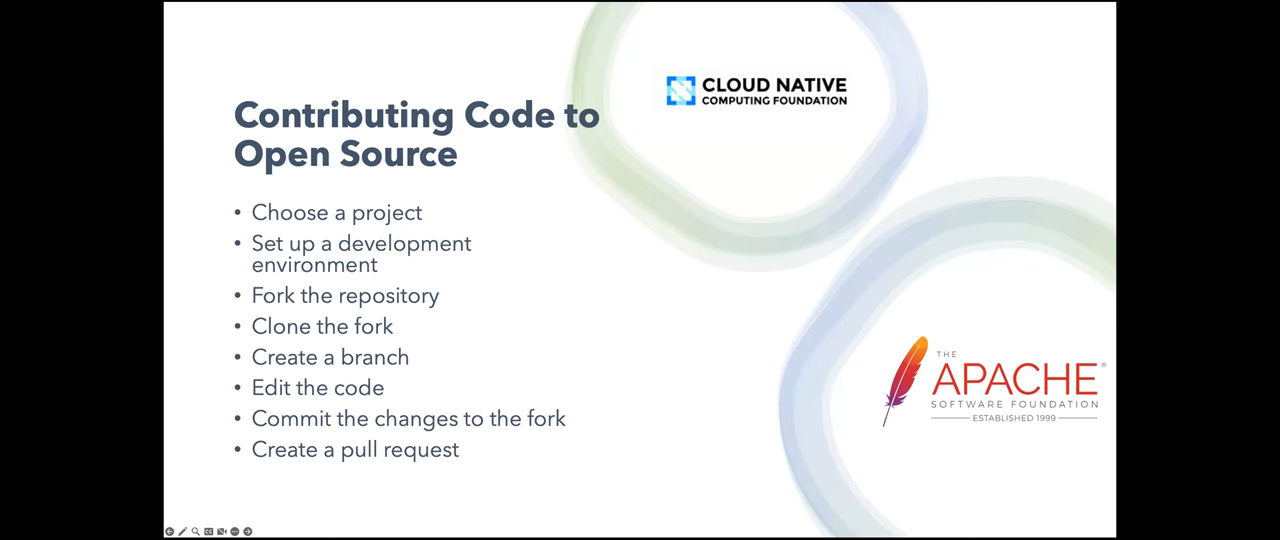 CLOUD NATIVE
COMPUTING FOUNDATION
Contributing Code to
Open Source
• Choose a project
• Set up a development
environment
• Fork the repository
• Clone the fork
• Create a branch
• Edit the code
• Commit the changes to the fork
• Create a pull request
THE
APACHE®
SOFTWARE FOUNDATION
ESTABLISHED 1999